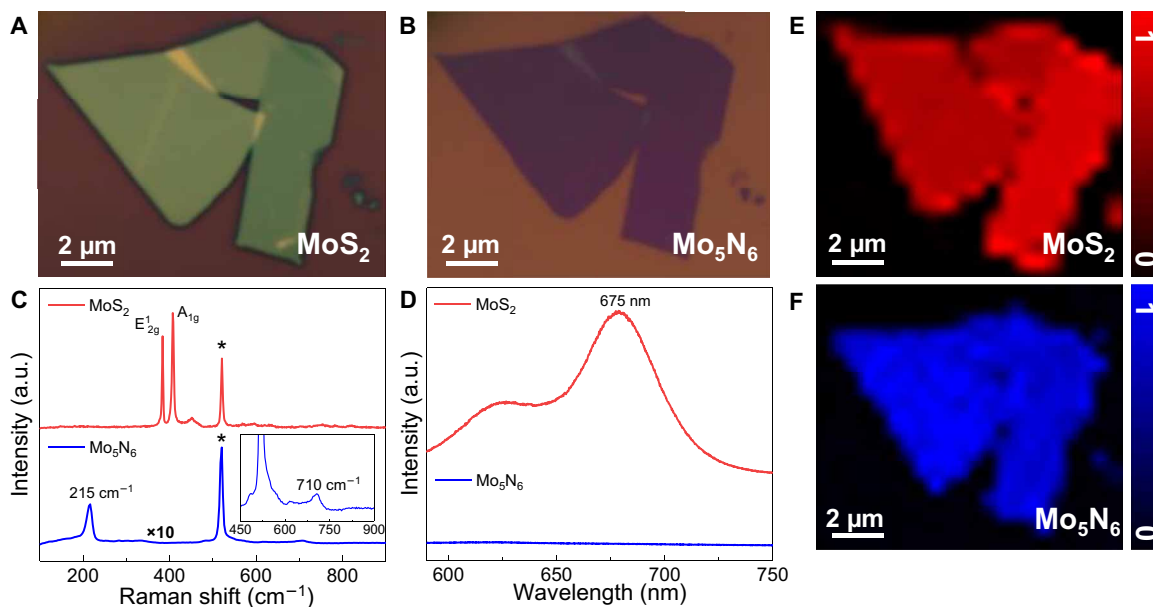 A
MoS₂
2 µm
B
Mo₅N₆
2 µm
E
MoS₂
2 µm
1
0
C
MoS₂
E¹₂g
A₁g
*
Mo₅N₆
*
215 cm⁻¹
×10
710 cm⁻¹
450 600 750 900
200 400 600 800
Raman shift (cm⁻¹)
Intensity (a.u.)
D
MoS₂
675 nm
Mo₅N₆
600 650 700 750
Wavelength (nm)
Intensity (a.u.)
F
Mo₅N₆
2 µm
1
0